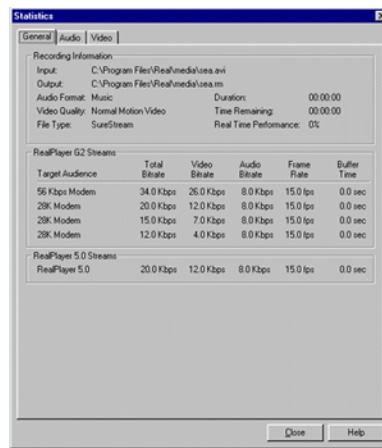 Statistics
General Audio Video
Recording Information
Input: C:\Program Files\Real\media\sea.avi
Output: C:\Program Files\Real\media\sea.rm
Audio Format: Music Duration: 00:00:00
Video Quality: Normal Motion Video Time Remaining: 00:00:00
File Type: SureStream Real Time Performance: 0%
RealPlayer G2 Streams
Target Audience Total Bitrate Video Bitrate Audio Bitrate Frame Rate Buffer Time
56 Kbps Modem 34.0 Kbps 26.0 Kbps 8.0 Kbps 15.0 fps 0.0 sec
28K Modem 20.0 Kbps 12.0 Kbps 8.0 Kbps 15.0 fps 0.0 sec
28K Modem 15.0 Kbps 7.0 Kbps 8.0 Kbps 15.0 fps 0.0 sec
28K Modem 12.0 Kbps 4.0 Kbps 8.0 Kbps 15.0 fps 0.0 sec
RealPlayer 5.0 Streams
RealPlayer 5.0 20.0 Kbps 12.0 Kbps 8.0 Kbps 15.0 fps 0.0 sec
Close Help